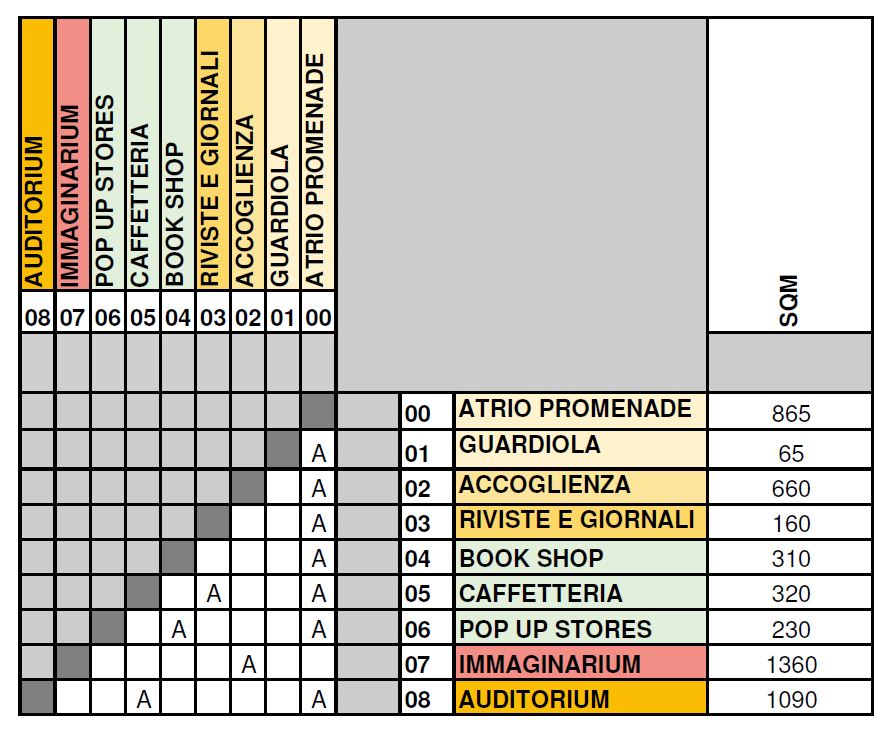 AUDITORIUM
IMMAGINARIUM
POP UP STORES
CAFFETTERIA
BOOK SHOP
RIVISTE E GIORNALI
ACCOGLIENZA
GUARDIOLA
ATRIO PROMENADE
SQM
08 07 06 05 04 03 02 01 00
00 ATRIO PROMENADE 865
A 01 GUARDIOLA 65
A 02 ACCOGLIENZA 660
A 03 RIVISTE E GIORNALI 160
A 04 BOOK SHOP 310
A A 05 CAFFETTERIA 320
A A 06 POP UP STORES 230
A 07 IMMAGINARIUM 1360
A A 08 AUDITORIUM 1090